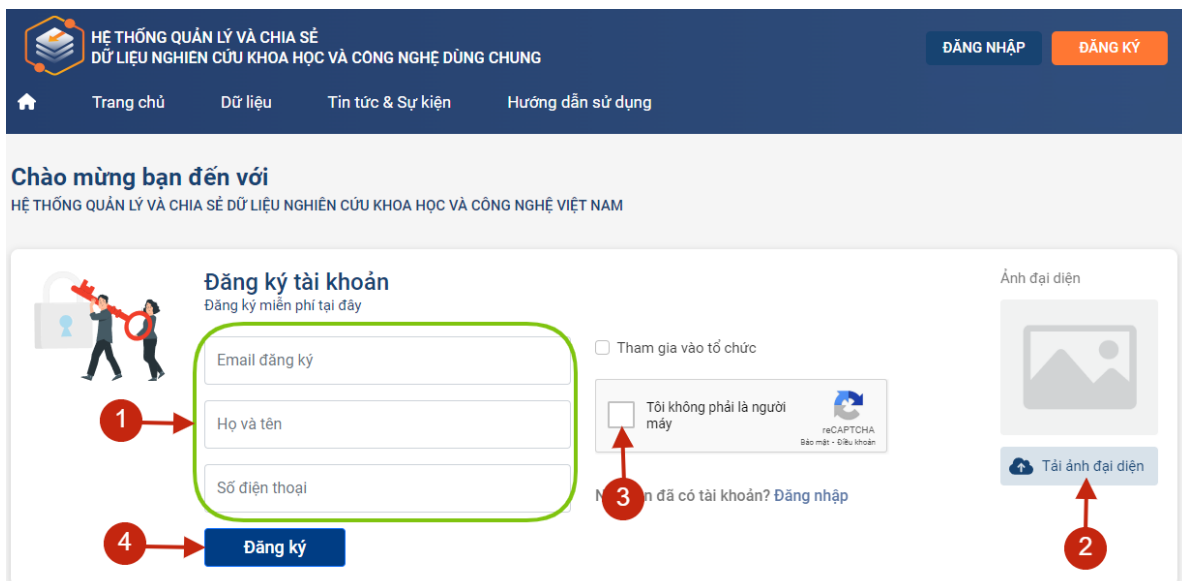 HỆ THỐNG QUẢN LÝ VÀ CHIA SẺ
DỮ LIỆU NGHIÊN CỨU KHOA HỌC VÀ CÔNG NGHỆ DÙNG CHUNG
ĐĂNG NHẬP
ĐĂNG KÝ
Trang chủ
Dữ liệu
Tin tức & Sự kiện
Hướng dẫn sử dụng
Chào mừng bạn đến với
HỆ THỐNG QUẢN LÝ VÀ CHIA SẺ DỮ LIỆU NGHIÊN CỨU KHOA HỌC VÀ CÔNG NGHỆ VIỆT NAM
Đăng ký tài khoản
Đăng ký miễn phí tại đây
Email đăng ký
Họ và tên
Số điện thoại
1
4
Đăng ký
Tham gia vào tổ chức
Tôi không phải là người
máy
reCAPTCHA
Bảo mật - Điều khoản
3
đã có tài khoản? Đăng nhập
Ảnh đại diện
Tải ảnh đại diện
2